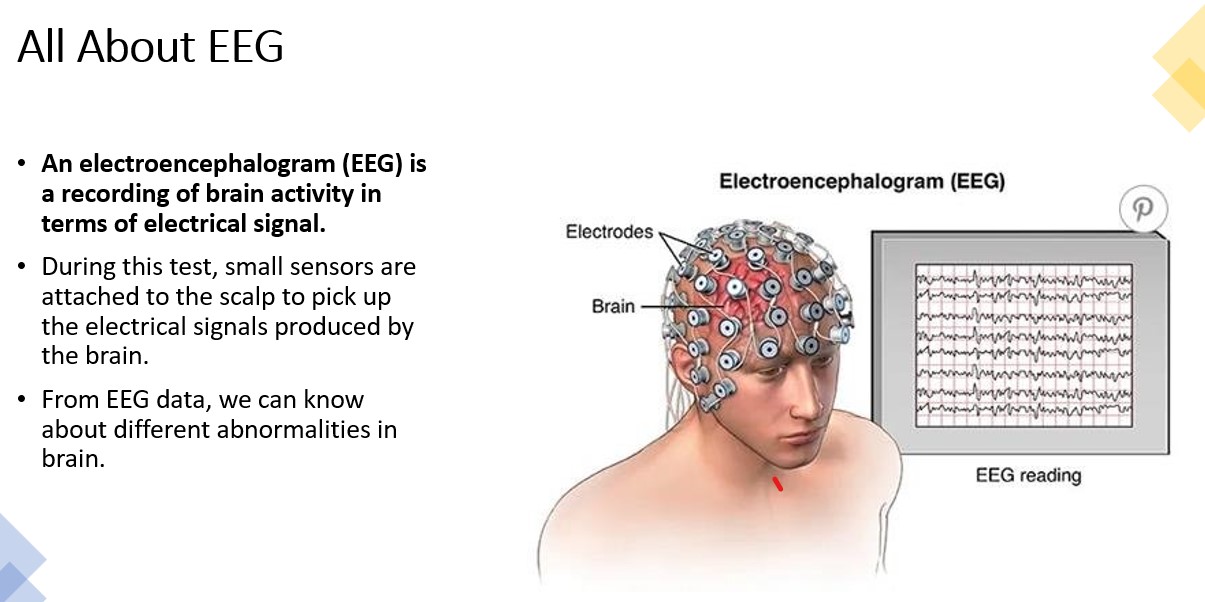 All About EEG
• An electroencephalogram (EEG) is
a recording of brain activity in
terms of electrical signal.
• During this test, small sensors are
attached to the scalp to pick up
the electrical signals produced by
the brain.
• From EEG data, we can know
about different abnormalities in
brain.
Electroencephalogram (EEG)
Electrodes
Brain
EEG reading